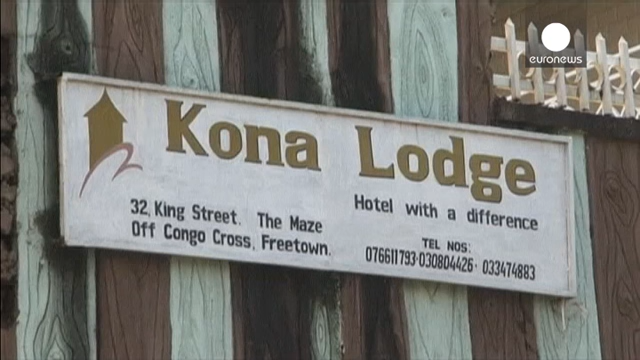 euronews
Kona Lodge
Hotel with a difference
32, King Street. The Maze
Off Congo Cross, Freetown.
TEL NOS:
076611793·030804426· 033474883